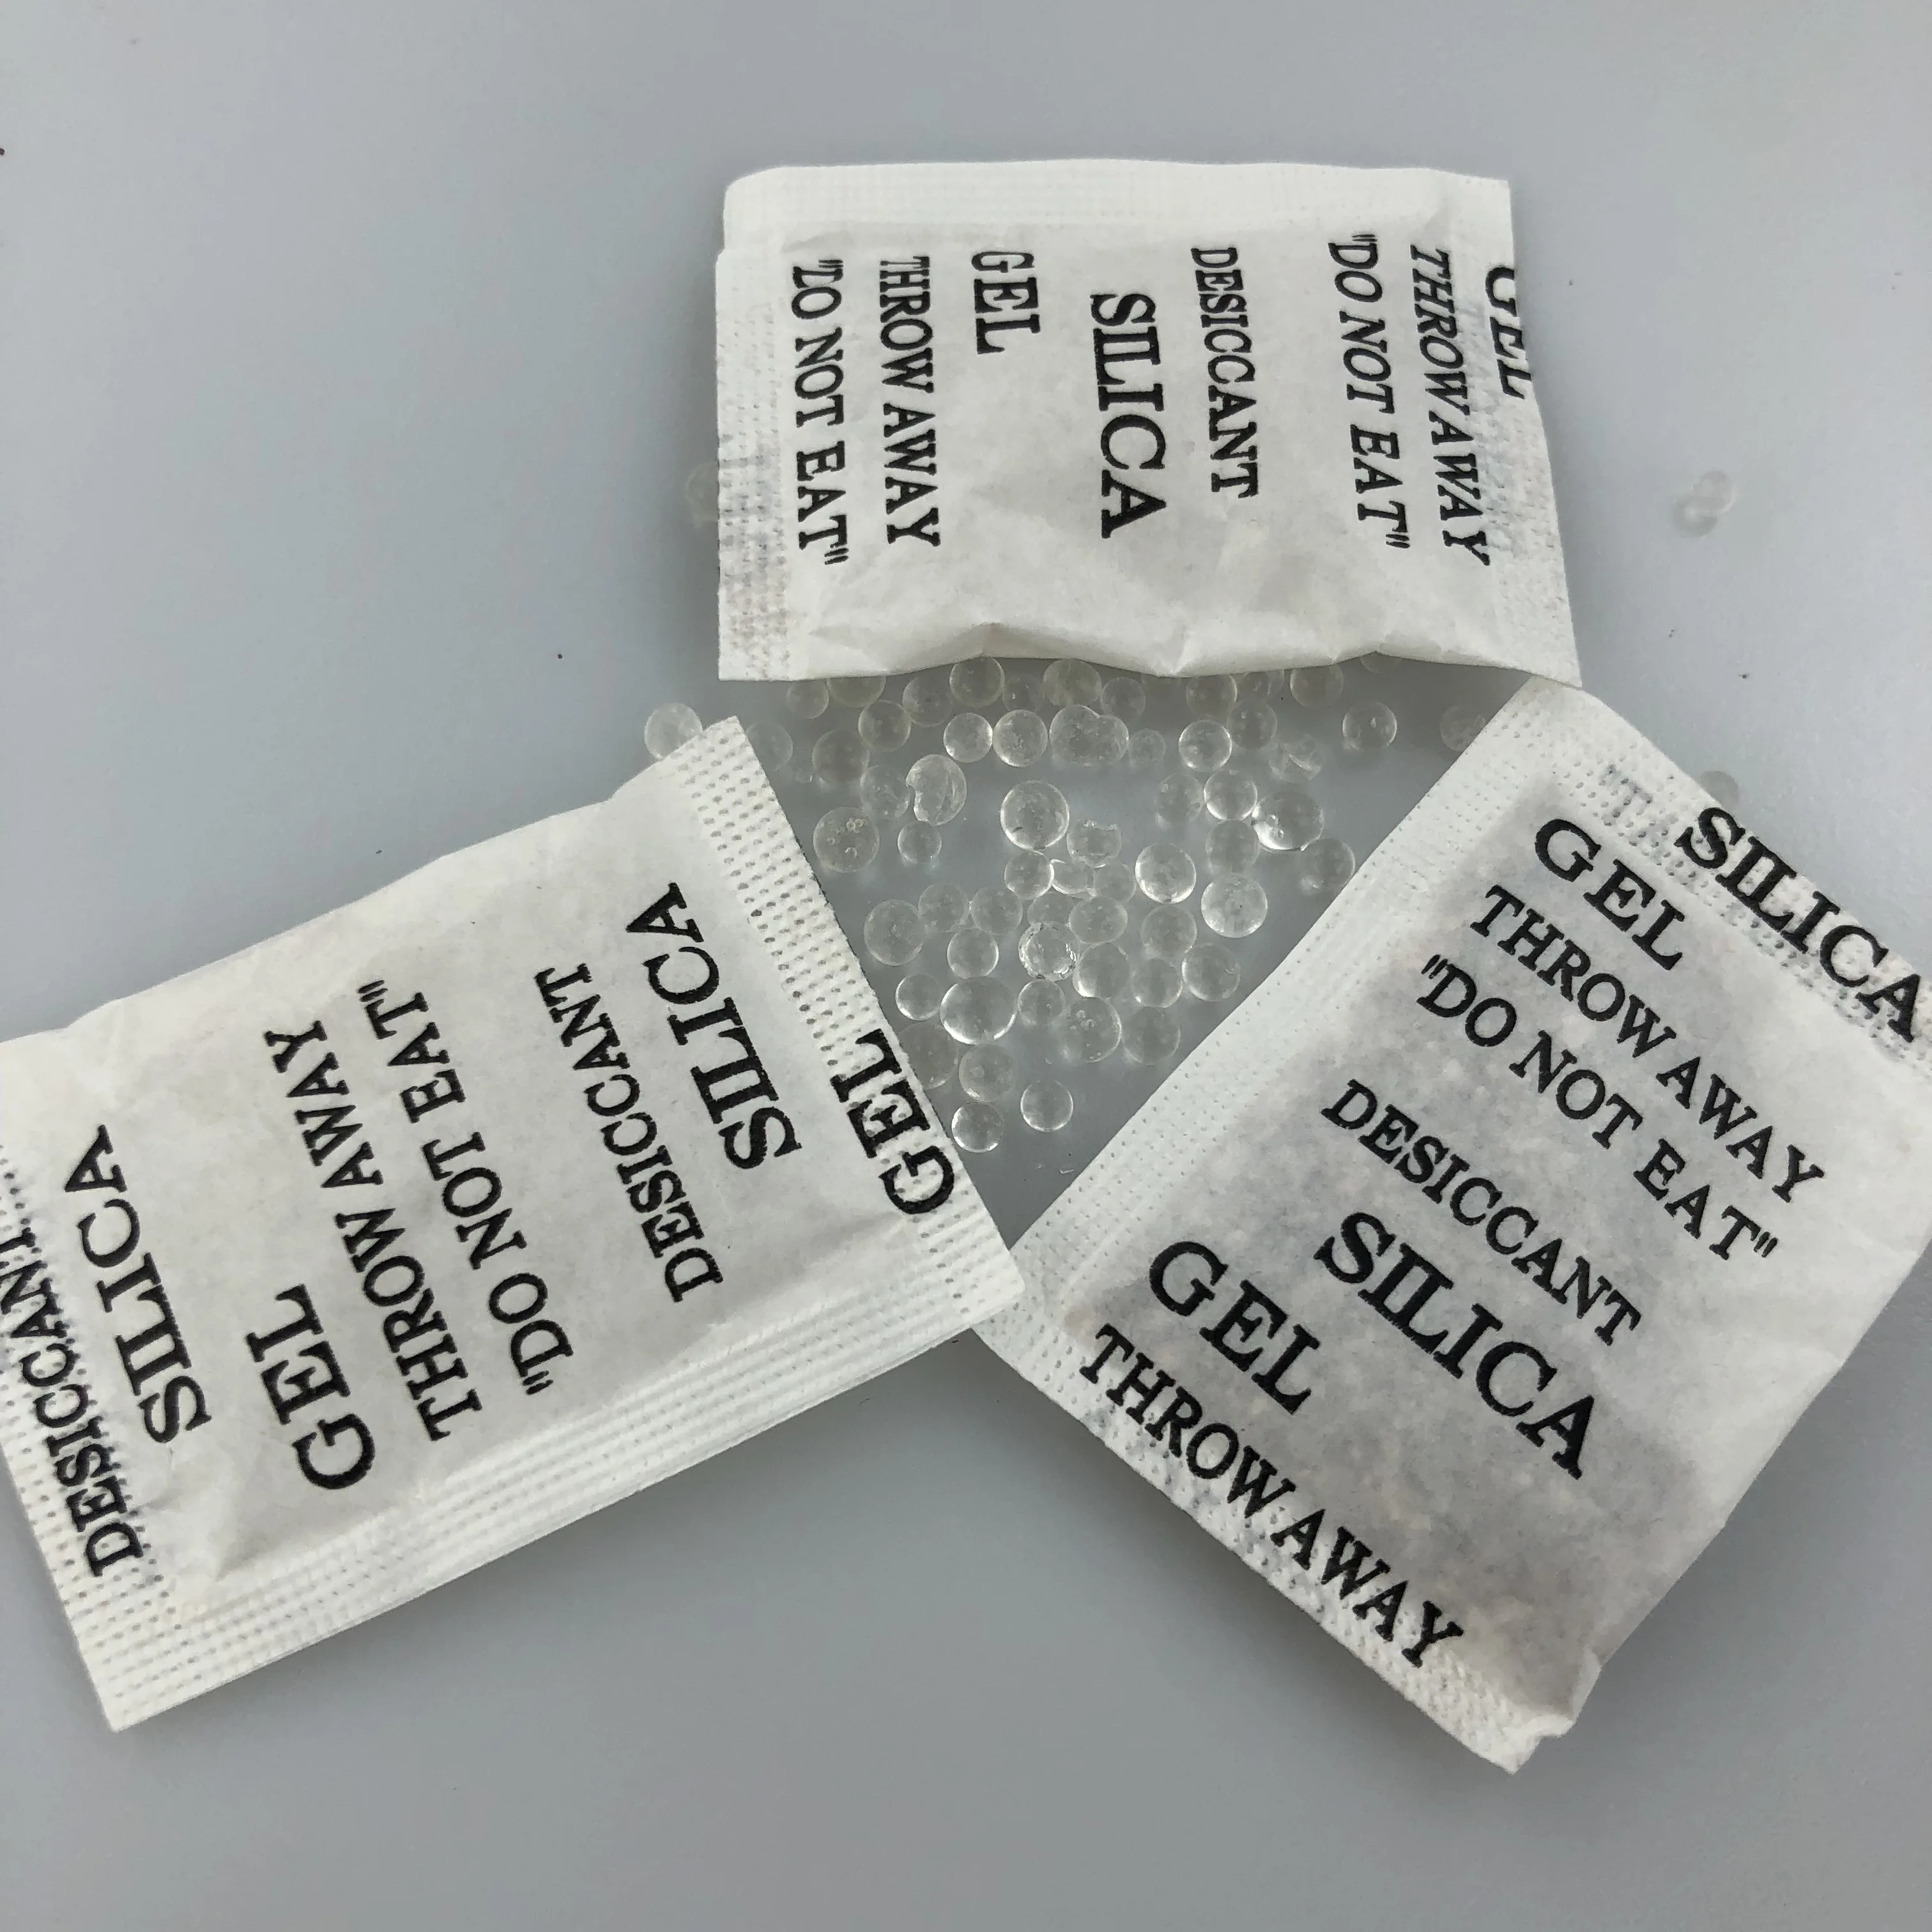 GEL
THROW AWAY
"DO NOT EAT"
DESICCANT
SILICA
GEL
THROW AWAY
"DO NOT EAT"
DESICCANT
SILICA
GEL
THROW AWAY
"DO NOT EAT"
DESICCANT
SILICA
GEL
SILICA
GEL
THROW AWAY
"DO NOT EAT"
DESICCANT
SILICA
GEL
THROW AWAY